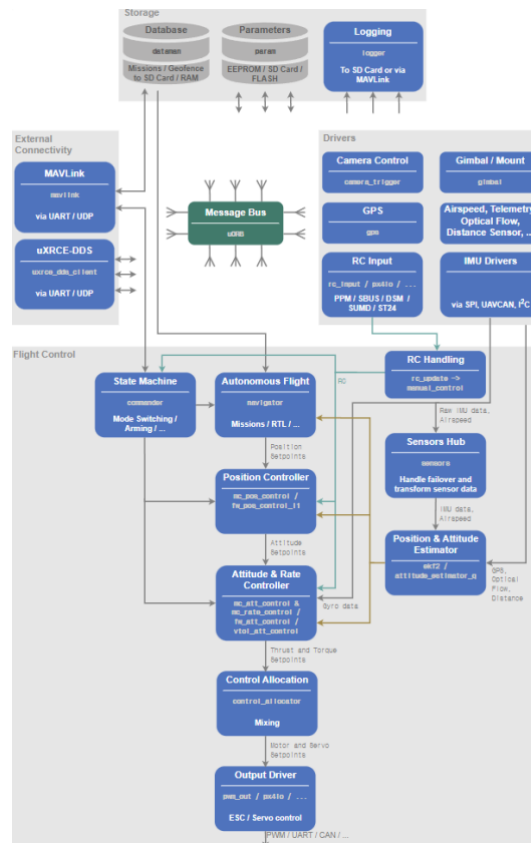 Storage
Database
dataman
Missions / Geofence
to SD Card / RAM
Parameters
param
EEPROM / SD Card /
FLASH
Logging
logger
To SD Card or via
MAVLink
External
Connectivity
MAVLink
mavlink
via UART / UDP
uXRCE-DDS
uxrce_dds_client
via UART / UDP
Message Bus
uORB
Drivers
Camera Control
camera_trigger
Gimbal / Mount
gimbal
GPS
gps
Airspeed, Telemetry,
Optical Flow,
Distance Sensor, ...
RC Input
rc_input / px4io / ...
PPM / SBUS / DSM /
SUMD / ST24
IMU Drivers
via SPI, UAVCAN, I²C
Flight Control
State Machine
commander
Mode Switching /
Arming / ...
Autonomous Flight
navigator
Missions / RTL / ...
RC
RC Handling
rc_update ->
manual_control
Raw IMU data,
Airspeed
Sensors Hub
sensors
Handle failover and
transform sensor data
Position
Setpoints
Position Controller
mc_pos_control /
fw_pos_control_l1
IMU data,
Airspeed
Position & Attitude
Estimator
ekf2 /
attitude_estimator_q
GPS,
Optical
Flow,
Distance
Attitude
Setpoints
Attitude & Rate
Controller
mc_att_control &
mc_rate_control /
fw_att_control /
vtol_att_control
Gyro data
Thrust and Torque
Setpoints
Control Allocation
control_allocator
Mixing
Motor and Servo
Setpoints
Output Driver
pwm_out / px4io / ...
ESC / Servo control
PWM / UART / CAN / ...